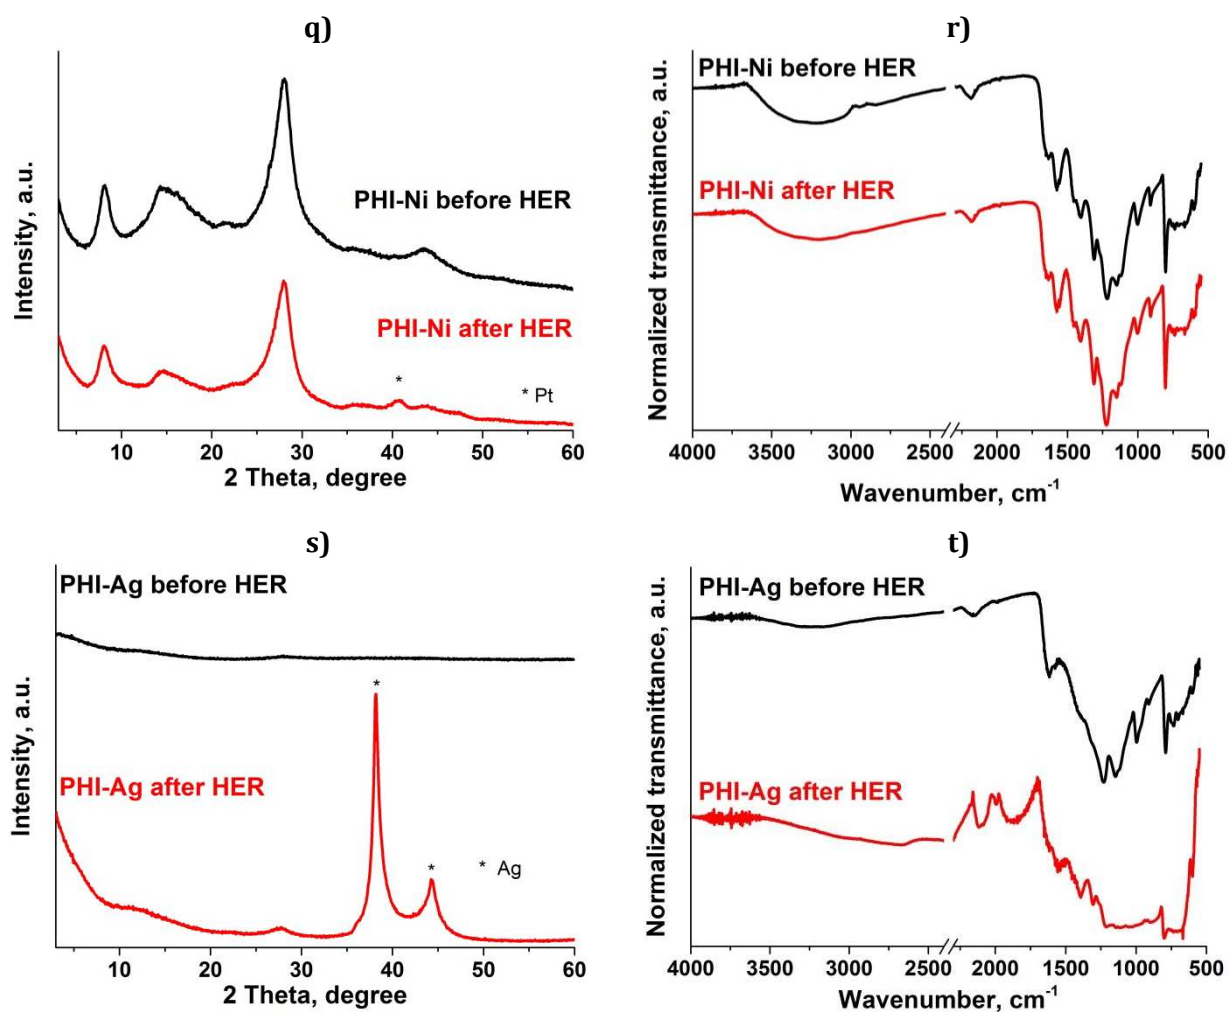 q)
PHI-Ni before HER
PHI-Ni after HER
*
* Pt
Intensity, a.u.
10 20 30 40 50 60
2 Theta, degree
r)
PHI-Ni before HER
PHI-Ni after HER
Normalized transmittance, a.u.
4000 3500 3000 2500 2000 1500 1000 500
Wavenumber, cm⁻¹
s)
PHI-Ag before HER
*
PHI-Ag after HER
*
* Ag
Intensity, a.u.
10 20 30 40 50 60
2 Theta, degree
t)
PHI-Ag before HER
PHI-Ag after HER
Normalized transmittance, a.u.
4000 3500 3000 2500 2000 1500 1000 500
Wavenumber, cm⁻¹